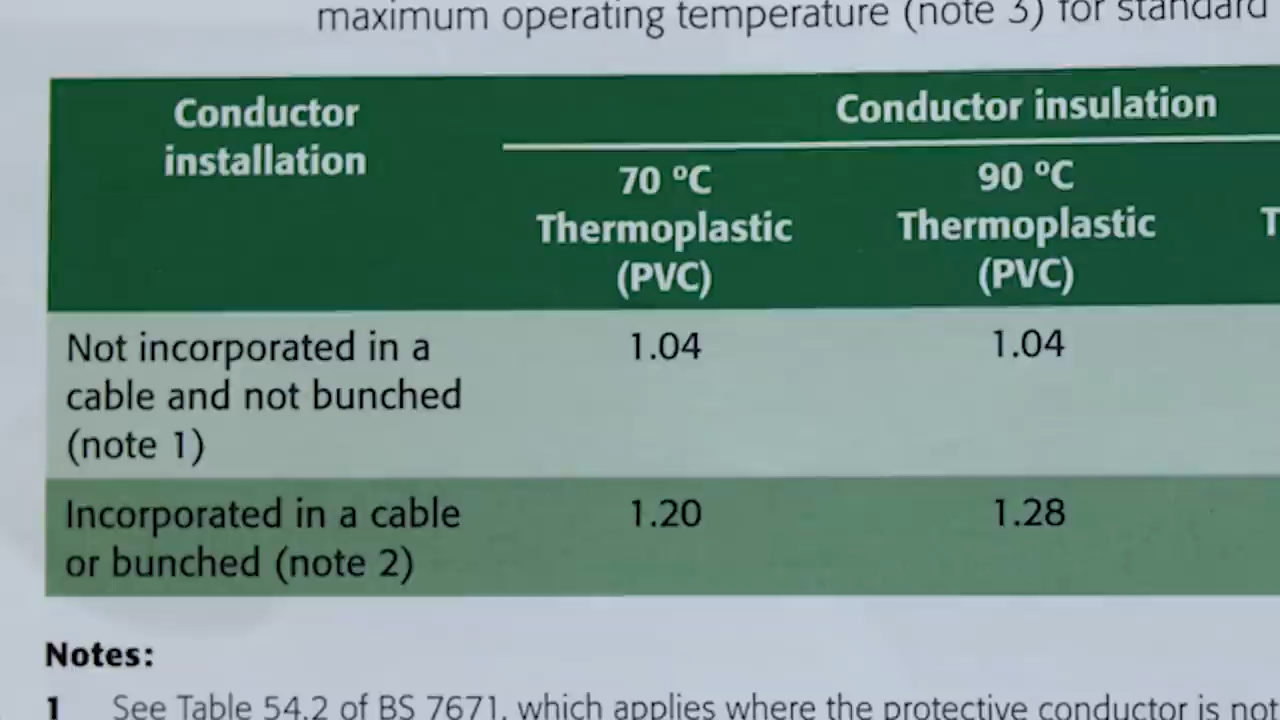 maximum operating temperature (note 3) for standard
Conductor installation
Conductor insulation
70 ºC Thermoplastic (PVC)
90 ºC Thermoplastic (PVC)
Not incorporated in a cable and not bunched (note 1)
1.04
1.04
Incorporated in a cable or bunched (note 2)
1.20
1.28
Notes:
1 See Table 54.2 of BS 7671, which applies where the protective conductor is not